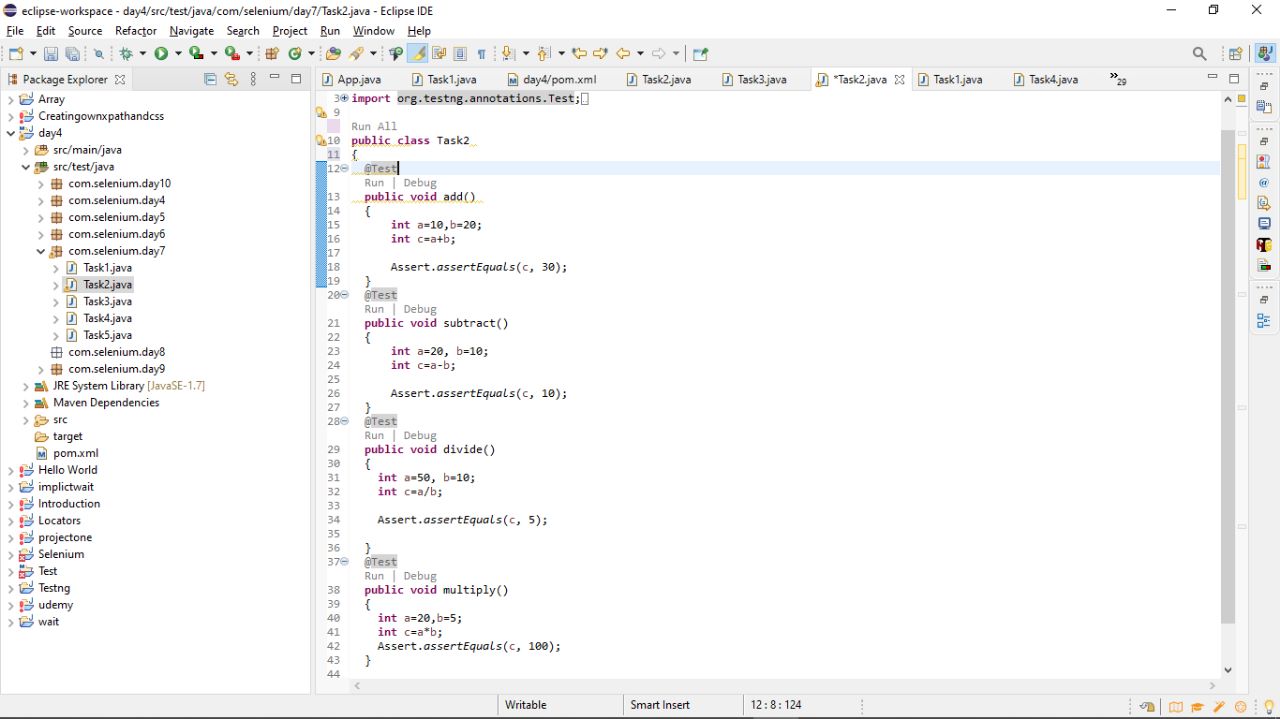 eclipse-workspace - day4/src/test/java/com/selenium/day7/Task2.java - Eclipse IDE
File Edit Source Refactor Navigate Search Project Run Window Help
Package Explorer
Array
Creatingownxpathandcss
day4
src/main/java
src/test/java
com.selenium.day10
com.selenium.day4
com.selenium.day5
com.selenium.day6
com.selenium.day7
Task1.java
Task2.java
Task3.java
Task4.java
Task5.java
com.selenium.day8
com.selenium.day9
JRE System Library [JavaSE-1.7]
Maven Dependencies
src
target
pom.xml
Hello World
implictwait
Introduction
Locators
projectone
Selenium
Test
Testng
udemy
wait
App.java Task1.java day4/pom.xml Task2.java Task3.java *Task2.java Task1.java Task4.java »29
3 import org.testng.annotations.Test;
9
Run All
10 public class Task2
11 {
12 @Test
Run | Debug
13 public void add()
14 {
15 int a=10,b=20;
16 int c=a+b;
17
18 Assert.assertEquals(c, 30);
19 }
20 @Test
Run | Debug
21 public void subtract()
22 {
23 int a=20, b=10;
24 int c=a-b;
25
26 Assert.assertEquals(c, 10);
27 }
28 @Test
Run | Debug
29 public void divide()
30 {
31 int a=50, b=10;
32 int c=a/b;
33
34 Assert.assertEquals(c, 5);
35
36 }
37 @Test
Run | Debug
38 public void multiply()
39 {
40 int a=20,b=5;
41 int c=a*b;
42 Assert.assertEquals(c, 100);
43 }
44
Writable Smart Insert 12 : 8 : 124